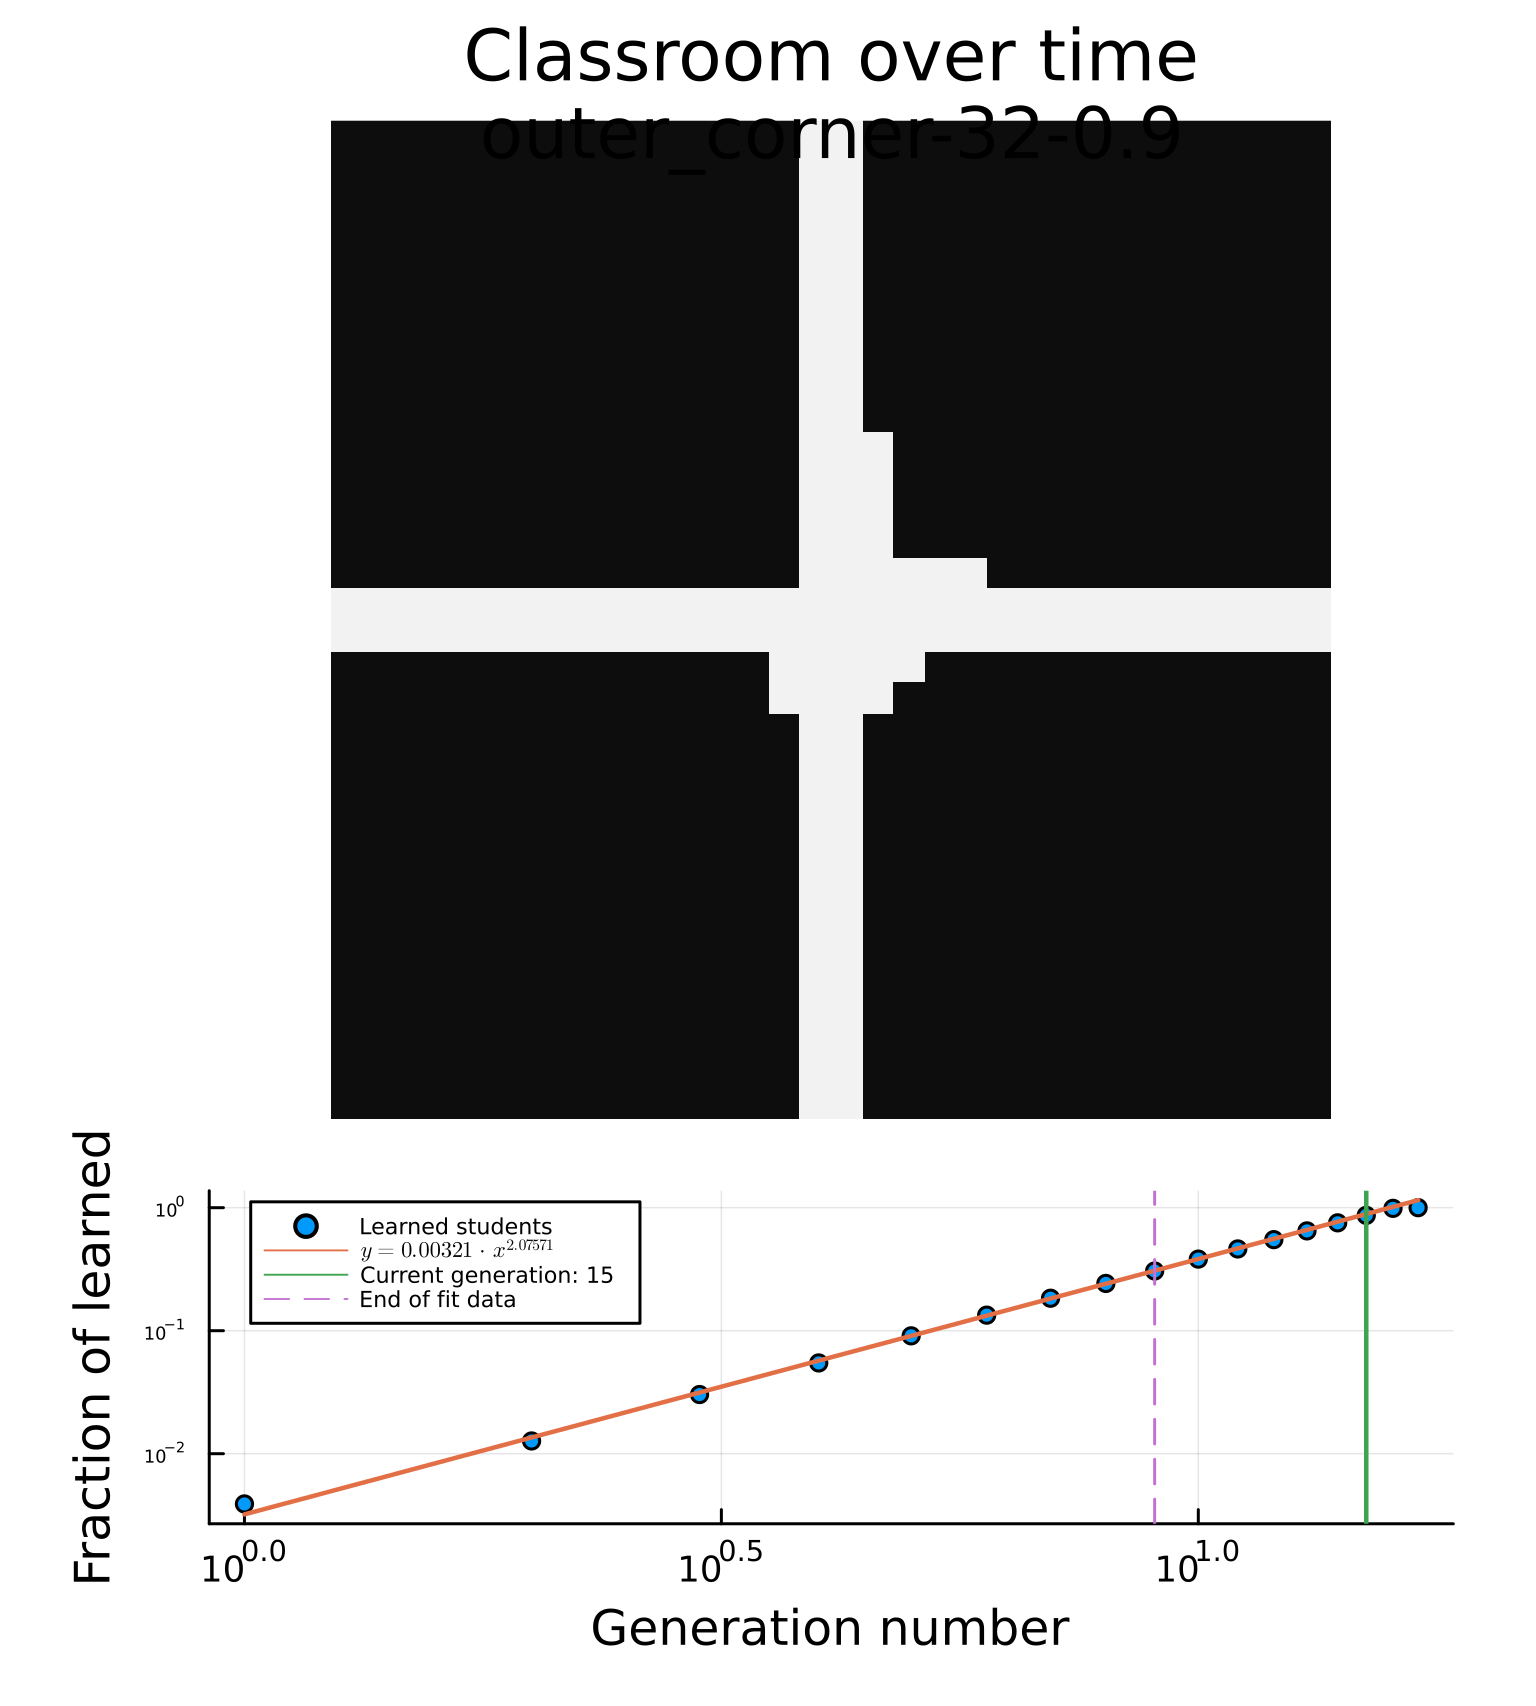 Classroom over time
outer_corner-32-0.9
Fraction of learned
10⁰
10⁻¹
10⁻²
Learned students
y = 0.00321 · x^2.07571
Current generation: 15
End of fit data
10^0.0
10^0.5
10^1.0
Generation number